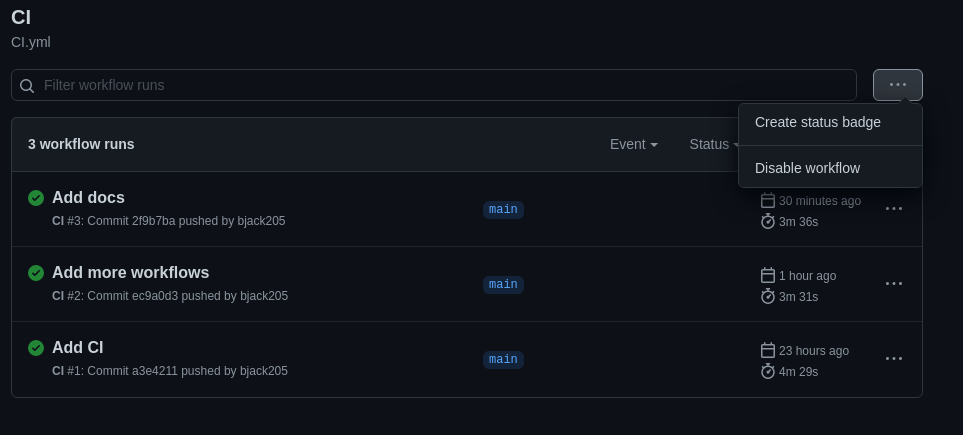 CI
CI.yml
Filter workflow runs
Create status badge
Disable workflow
3 workflow runs
Event
Status
Add docs
CI #3: Commit 2f9b7ba pushed by bjack205
main
30 minutes ago
3m 36s
Add more workflows
CI #2: Commit ec9a0d3 pushed by bjack205
main
1 hour ago
3m 31s
Add CI
CI #1: Commit a3e4211 pushed by bjack205
main
23 hours ago
4m 29s